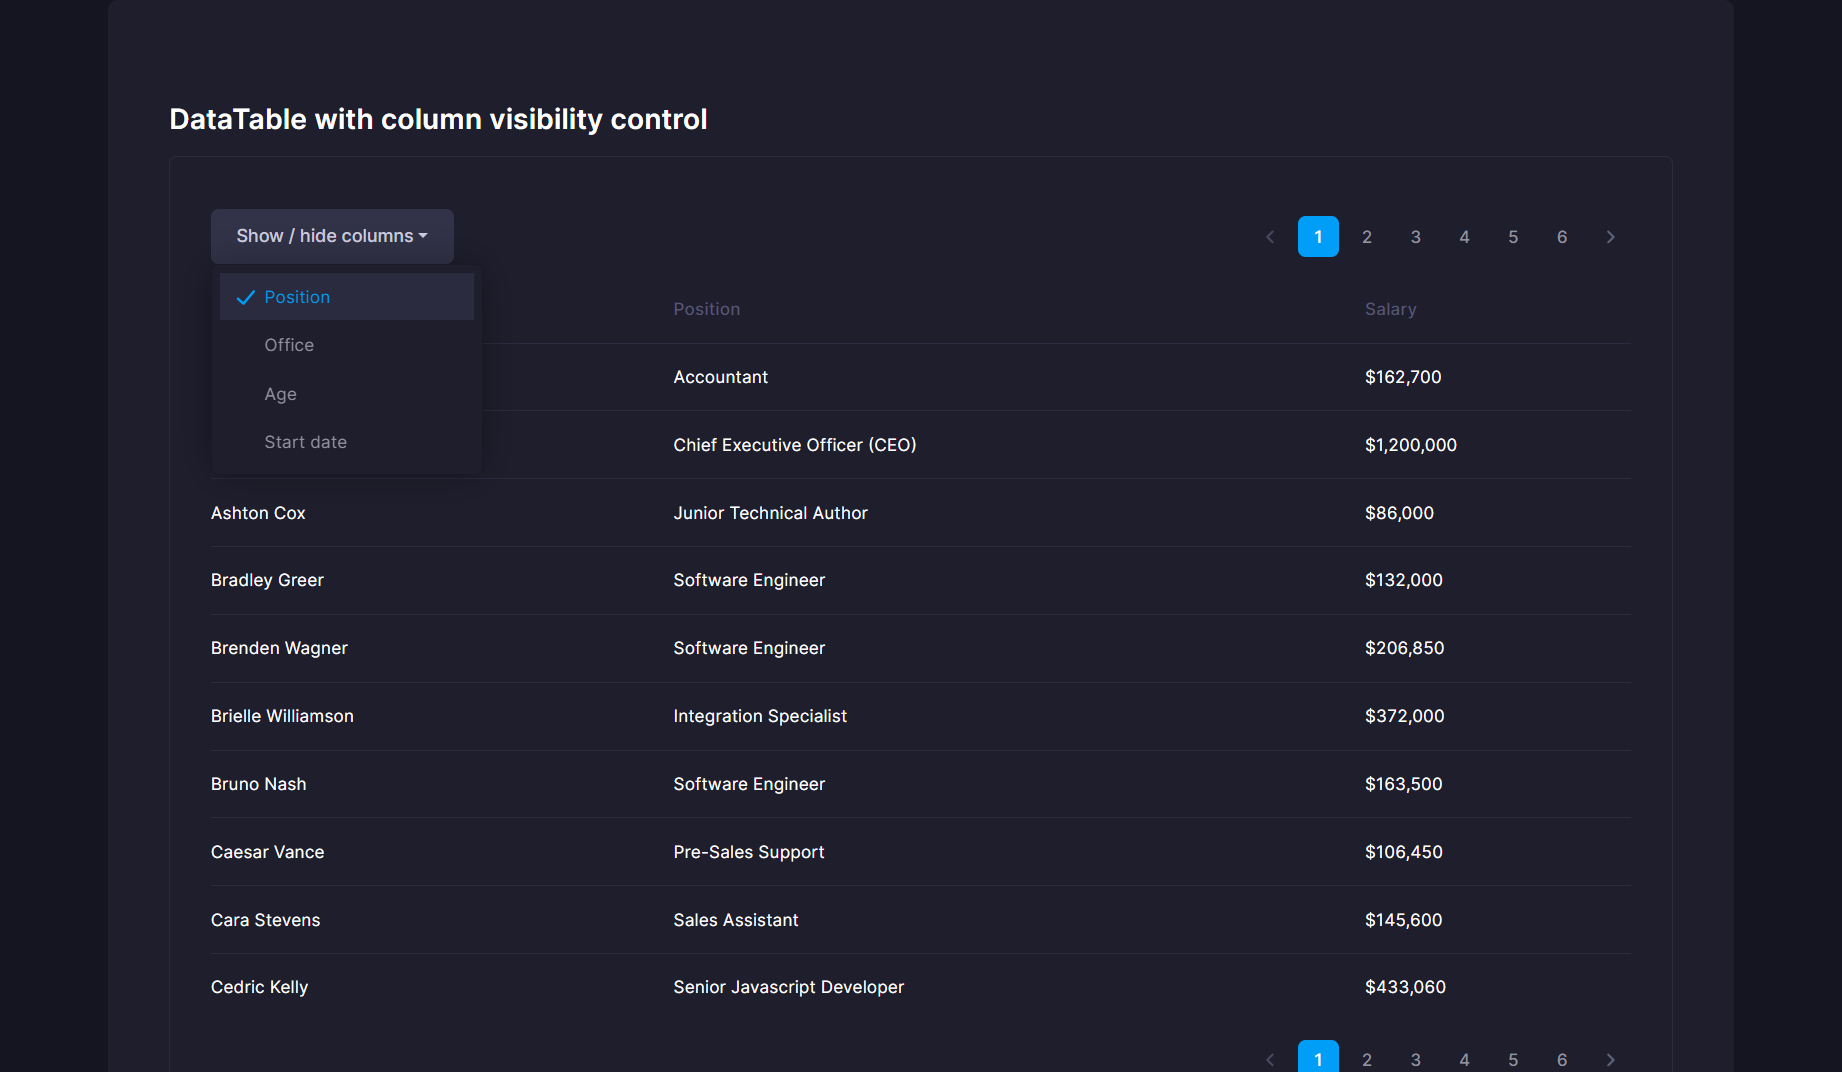 DataTable with column visibility control
Show / hide columns
1 2 3 4 5 6
Position
Office
Age
Start date
Position Salary
Accountant $162,700
Chief Executive Officer (CEO) $1,200,000
Ashton Cox Junior Technical Author $86,000
Bradley Greer Software Engineer $132,000
Brenden Wagner Software Engineer $206,850
Brielle Williamson Integration Specialist $372,000
Bruno Nash Software Engineer $163,500
Caesar Vance Pre-Sales Support $106,450
Cara Stevens Sales Assistant $145,600
Cedric Kelly Senior Javascript Developer $433,060
1 2 3 4 5 6